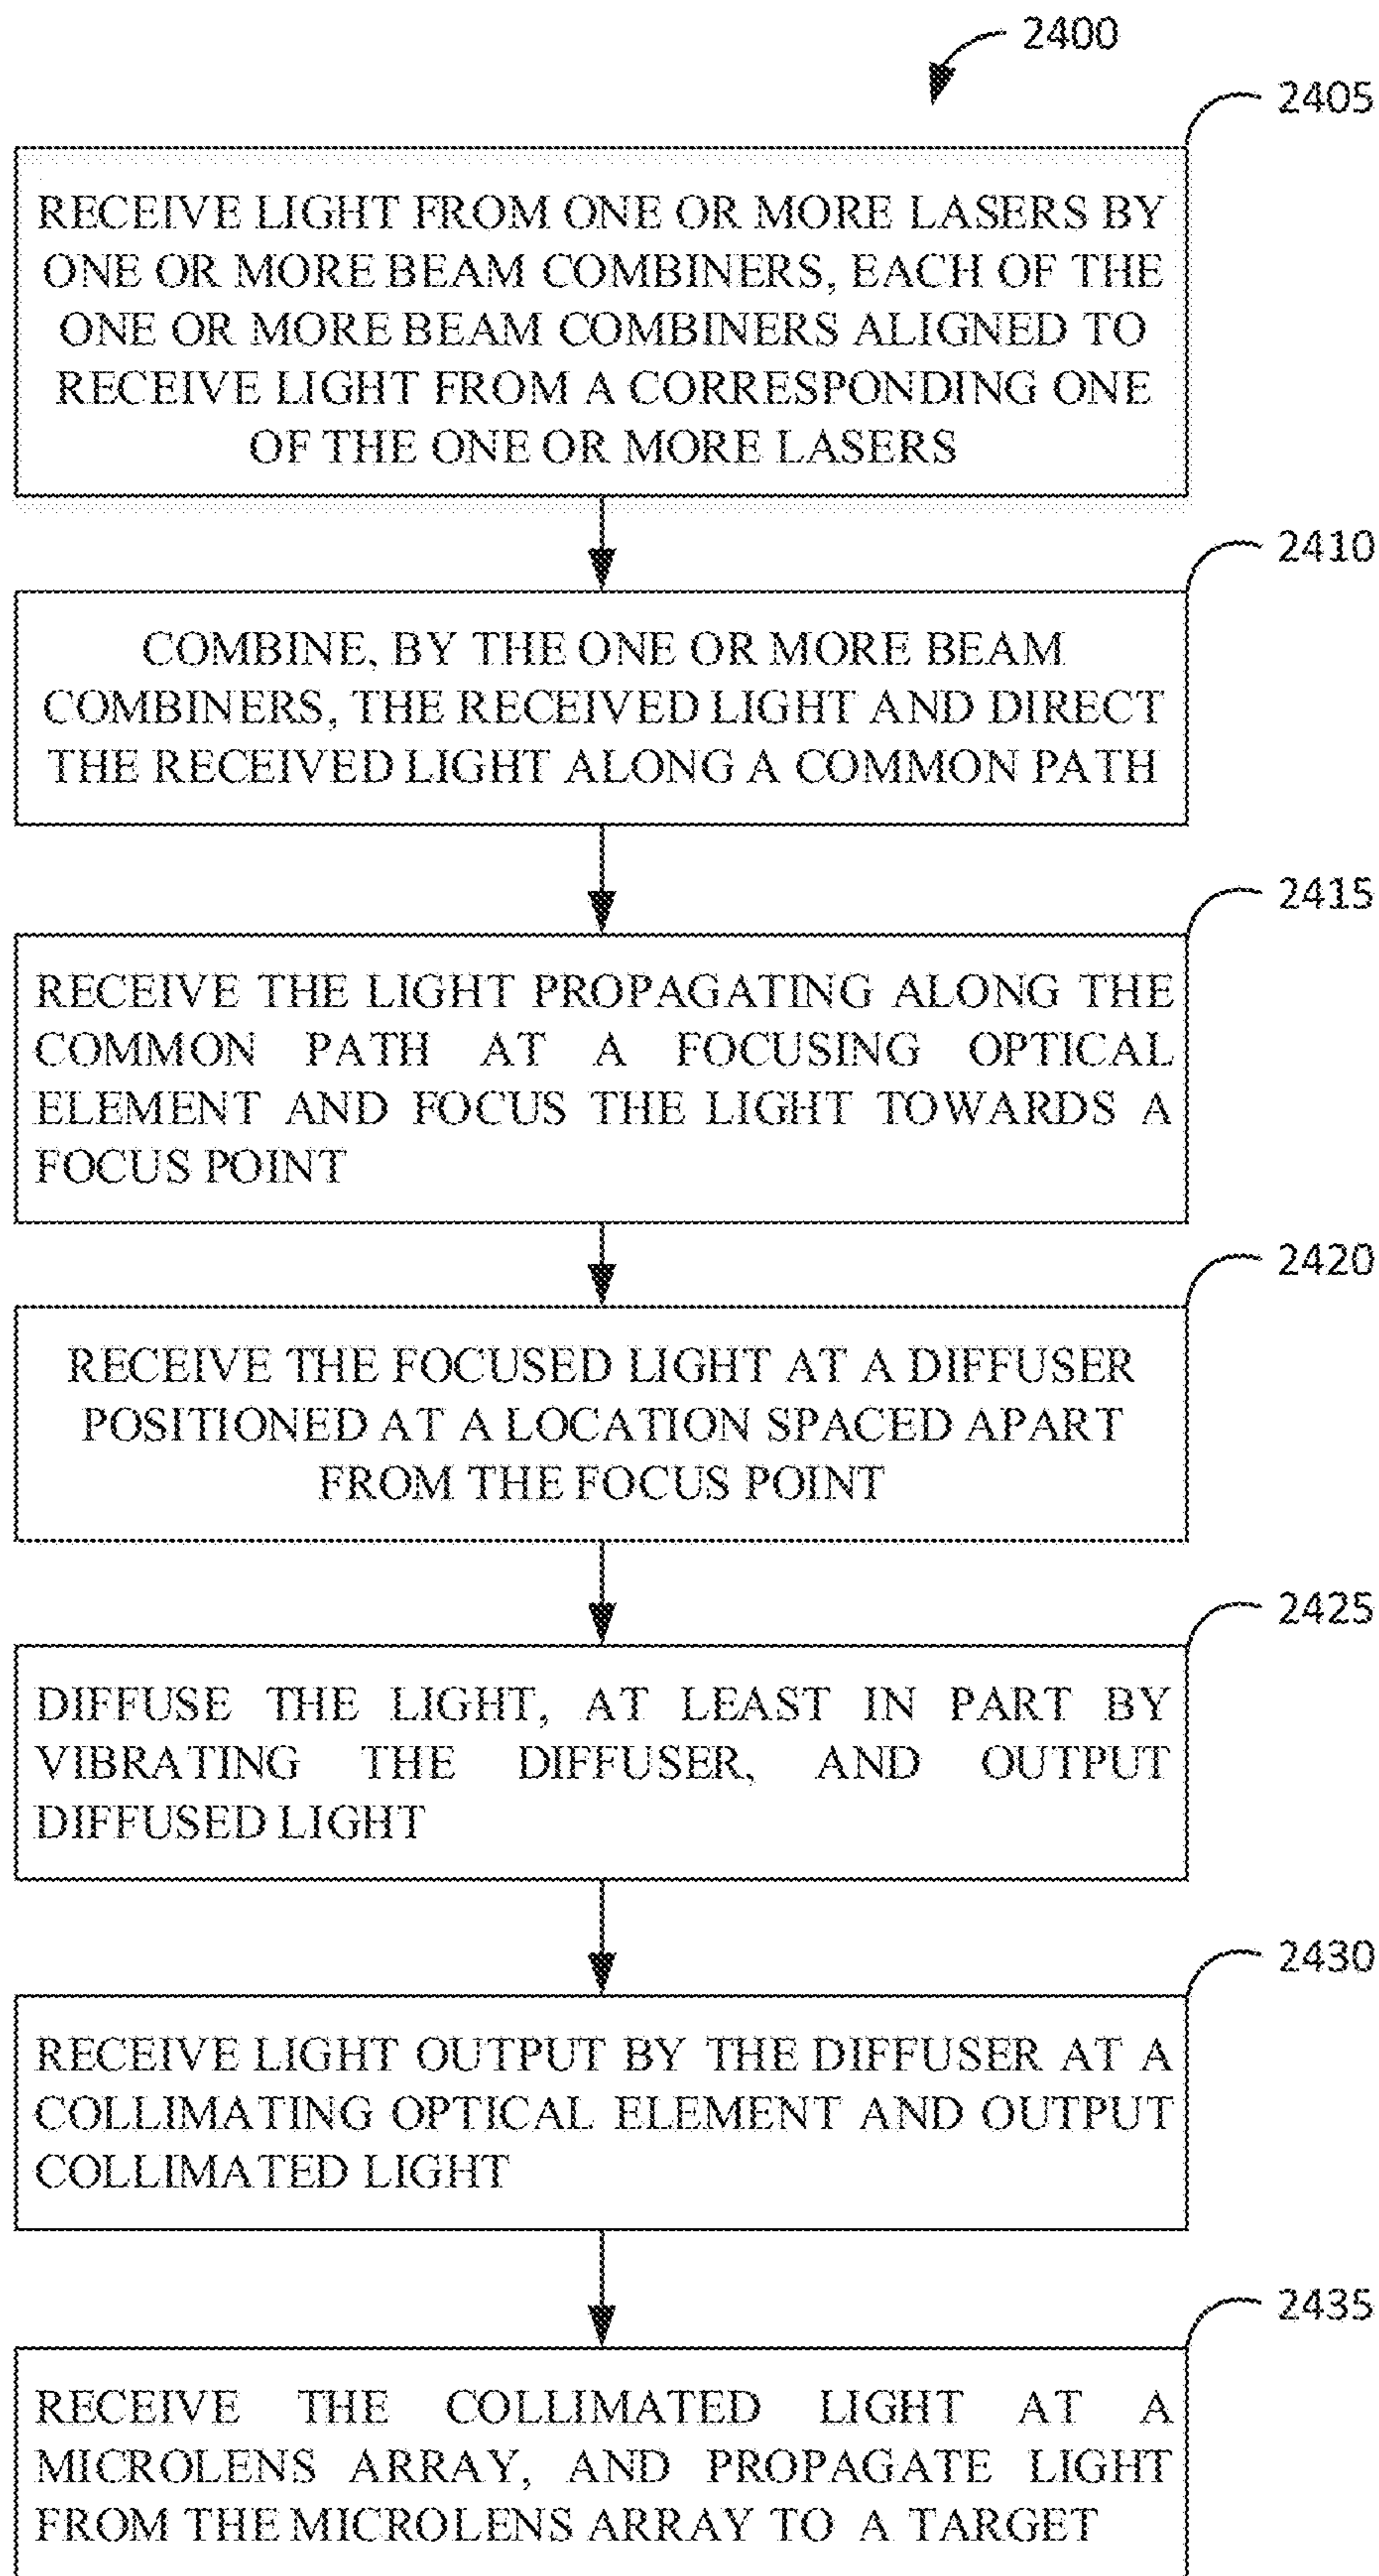 2400
2405
RECEIVE LIGHT FROM ONE OR MORE LASERS BY
ONE OR MORE BEAM COMBINERS, EACH OF THE
ONE OR MORE BEAM COMBINERS ALIGNED TO
RECEIVE LIGHT FROM A CORRESPONDING ONE
OF THE ONE OR MORE LASERS
2410
COMBINE, BY THE ONE OR MORE BEAM
COMBINERS, THE RECEIVED LIGHT AND DIRECT
THE RECEIVED LIGHT ALONG A COMMON PATH
2415
RECEIVE THE LIGHT PROPAGATING ALONG THE
COMMON PATH AT A FOCUSING OPTICAL
ELEMENT AND FOCUS THE LIGHT TOWARDS A
FOCUS POINT
2420
RECEIVE THE FOCUSED LIGHT AT A DIFFUSER
POSITIONED AT A LOCATION SPACED APART
FROM THE FOCUS POINT
2425
DIFFUSE THE LIGHT, AT LEAST IN PART BY
VIBRATING THE DIFFUSER, AND OUTPUT
DIFFUSED LIGHT
2430
RECEIVE LIGHT OUTPUT BY THE DIFFUSER AT A
COLLIMATING OPTICAL ELEMENT AND OUTPUT
COLLIMATED LIGHT
2435
RECEIVE THE COLLIMATED LIGHT AT A
MICROLENS ARRAY, AND PROPAGATE LIGHT
FROM THE MICROLENS ARRAY TO A TARGET